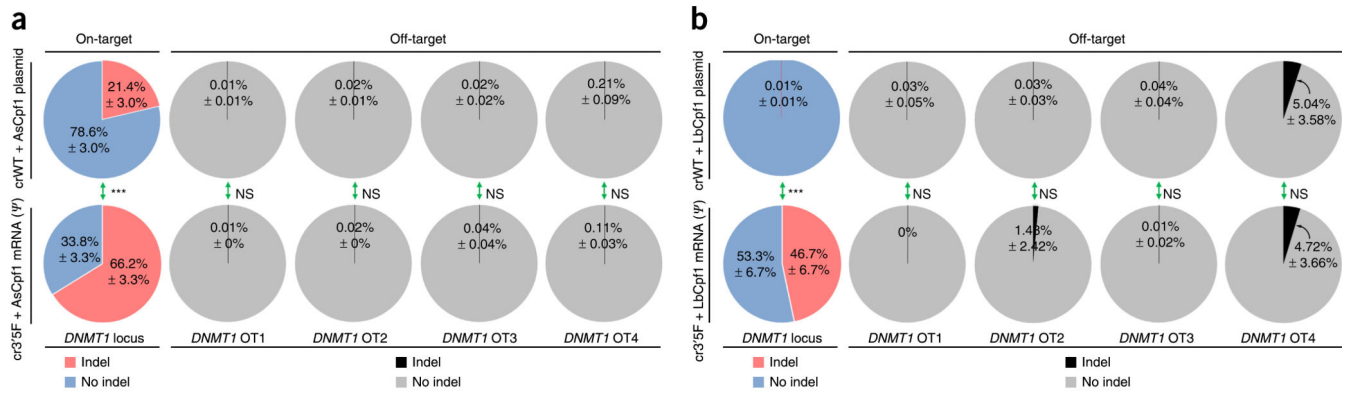 a
On-target
Off-target
crWT + AsCpf1 plasmid
21.4%
± 3.0%
78.6%
± 3.0%
0.01%
± 0.01%
0.02%
± 0.01%
0.02%
± 0.02%
0.21%
± 0.09%
***
NS
NS
NS
NS
cr3′5F + AsCpf1 mRNA (Ψ)
33.8%
± 3.3%
66.2%
± 3.3%
0.01%
± 0%
0.02%
± 0%
0.04%
± 0.04%
0.11%
± 0.03%
DNMT1 locus
DNMT1 OT1
DNMT1 OT2
DNMT1 OT3
DNMT1 OT4
Indel
No indel
Indel
No indel
b
On-target
Off-target
crWT + LbCpf1 plasmid
0.01%
± 0.01%
0.03%
± 0.05%
0.03%
± 0.03%
0.04%
± 0.04%
5.04%
± 3.58%
***
NS
NS
NS
NS
cr3′5F + LbCpf1 mRNA (Ψ)
53.3%
± 6.7%
46.7%
± 6.7%
0%
± 2.42%
0.01%
± 0.02%
4.72%
± 3.66%
DNMT1 locus
DNMT1 OT1
DNMT1 OT2
DNMT1 OT3
DNMT1 OT4
Indel
No indel
Indel
No indel